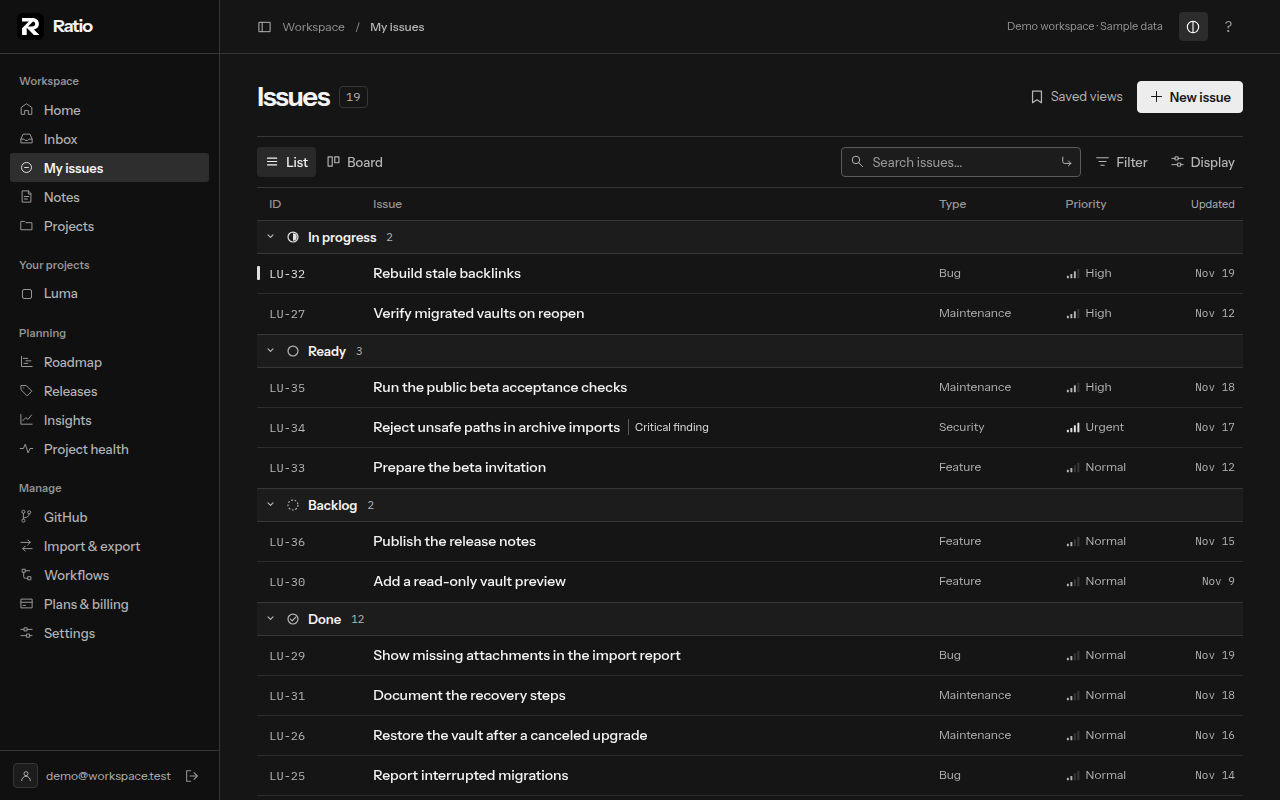 Ratio
Workspace
Home
Inbox
My issues
Notes
Projects
Your projects
Luma
Planning
Roadmap
Releases
Insights
Project health
Manage
GitHub
Import & export
Workflows
Plans & billing
Settings
demo@workspace.test
Workspace / My issues
Demo workspace · Sample data
?
Issues 19
Saved views
New issue
List
Board
Search issues...
Filter
Display
ID Issue Type Priority Updated
In progress 2
LU-32 Rebuild stale backlinks Bug High Nov 19
LU-27 Verify migrated vaults on reopen Maintenance High Nov 12
Ready 3
LU-35 Run the public beta acceptance checks Maintenance High Nov 18
LU-34 Reject unsafe paths in archive imports Critical finding Security Urgent Nov 17
LU-33 Prepare the beta invitation Feature Normal Nov 12
Backlog 2
LU-36 Publish the release notes Feature Normal Nov 15
LU-30 Add a read-only vault preview Feature Normal Nov 9
Done 12
LU-29 Show missing attachments in the import report Bug Normal Nov 19
LU-31 Document the recovery steps Maintenance Normal Nov 18
LU-26 Restore the vault after a canceled upgrade Maintenance Normal Nov 16
LU-25 Report interrupted migrations Bug Normal Nov 14